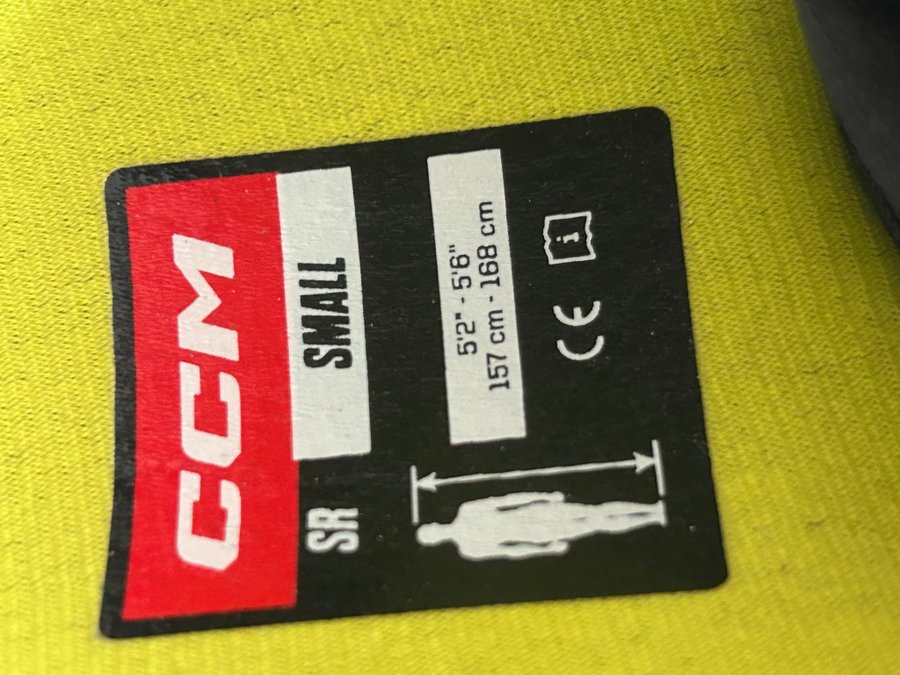 CCM
SR SMALL
5'2" - 5'6"
157 cm - 168 cm
CE
i